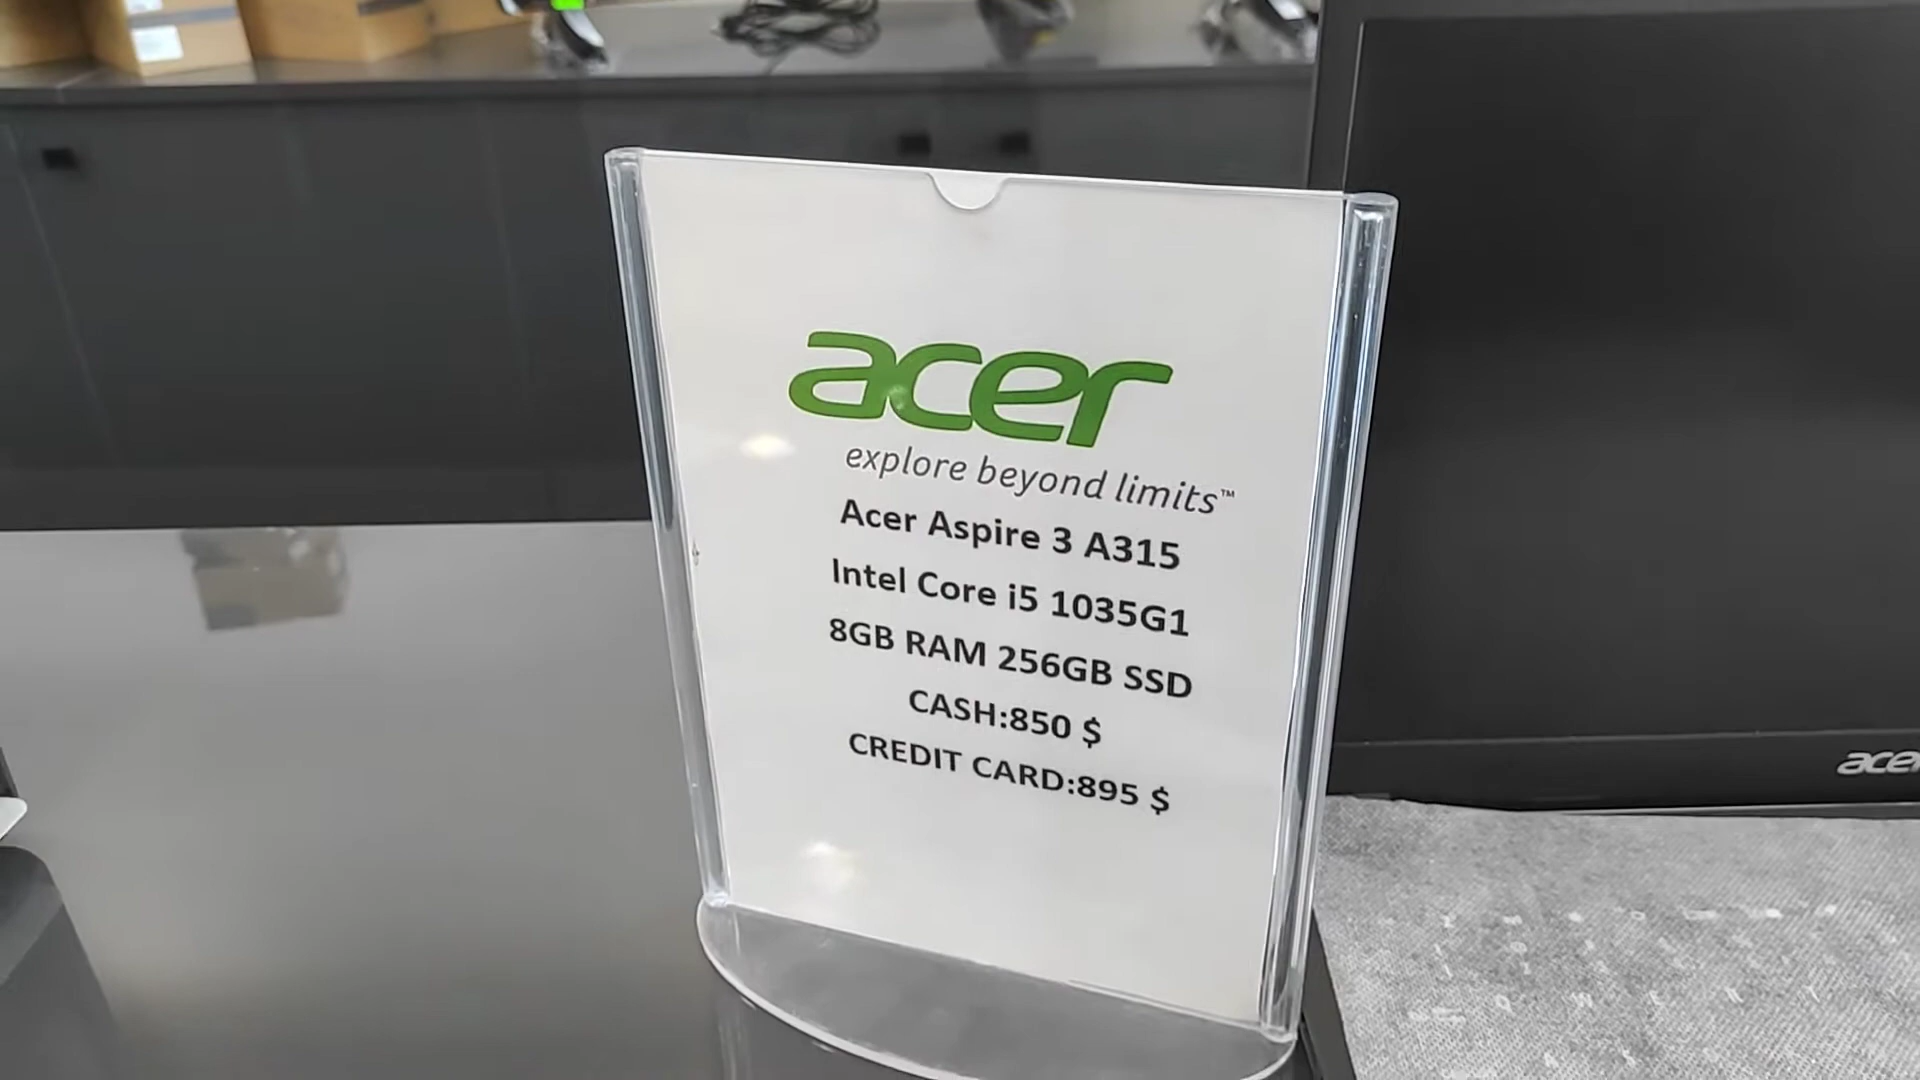 acer
explore beyond limits™
Acer Aspire 3 A315
Intel Core i5 1035G1
8GB RAM 256GB SSD
CASH:850 $
CREDIT CARD:895 $
acer